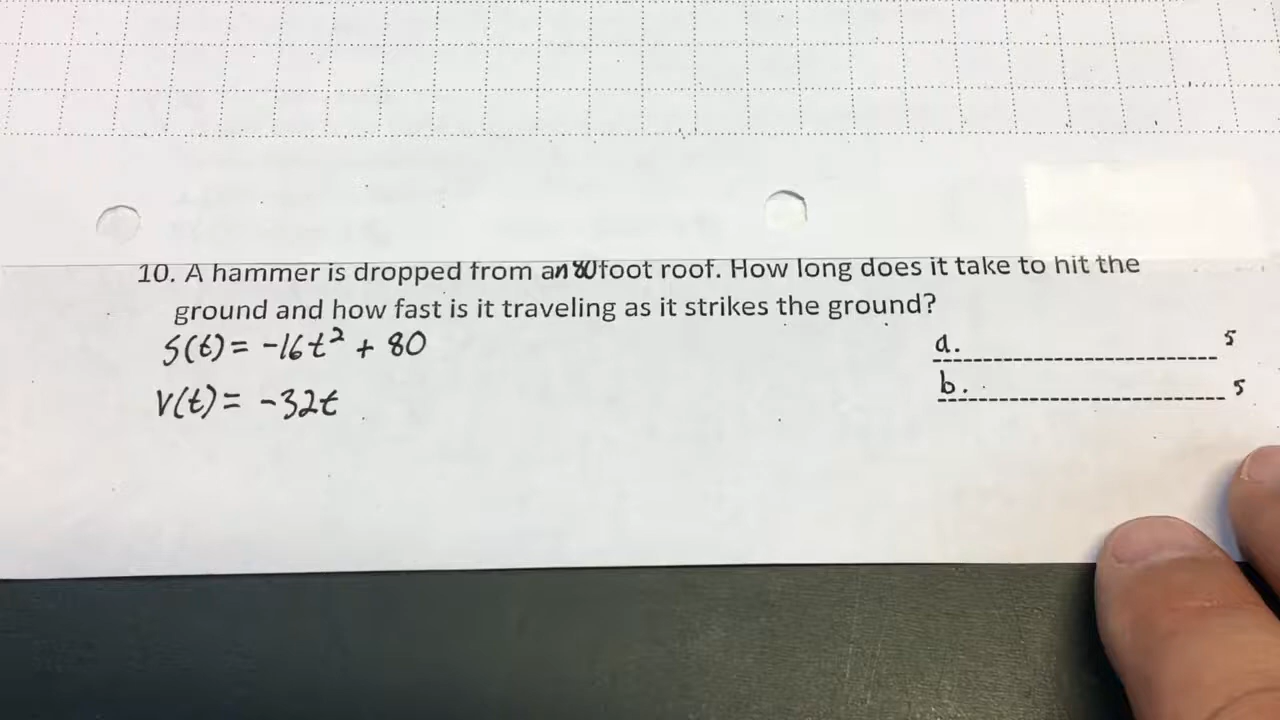 10. A hammer is dropped from an 80 foot roof. How long does it take to hit the
ground and how fast is it traveling as it strikes the ground?
S(t) = -16t² + 80
V(t) = -32t
a. 5
b. 5